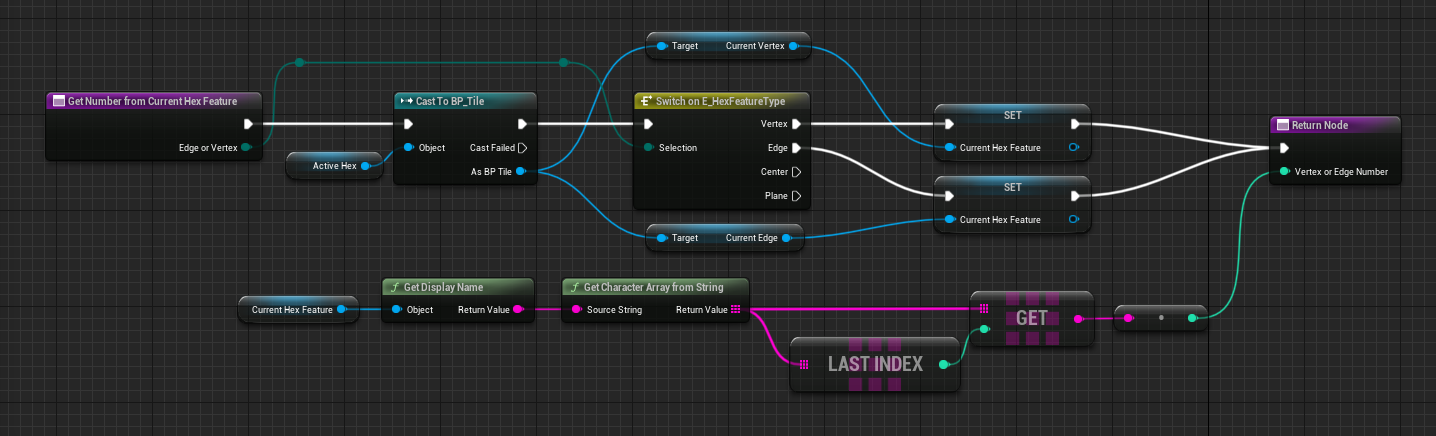 Target Current Vertex
Get Number from Current Hex Feature
Edge or Vertex
Active Hex
Cast To BP_Tile
Object Cast Failed
As BP Tile
Switch on E_HexFeatureType
Vertex
Selection Edge
Center
Plane
SET
Current Hex Feature
SET
Current Hex Feature
Return Node
Vertex or Edge Number
Target Current Edge
Current Hex Feature
Get Display Name
Object Return Value
Get Character Array from String
Source String Return Value
GET
LAST INDEX